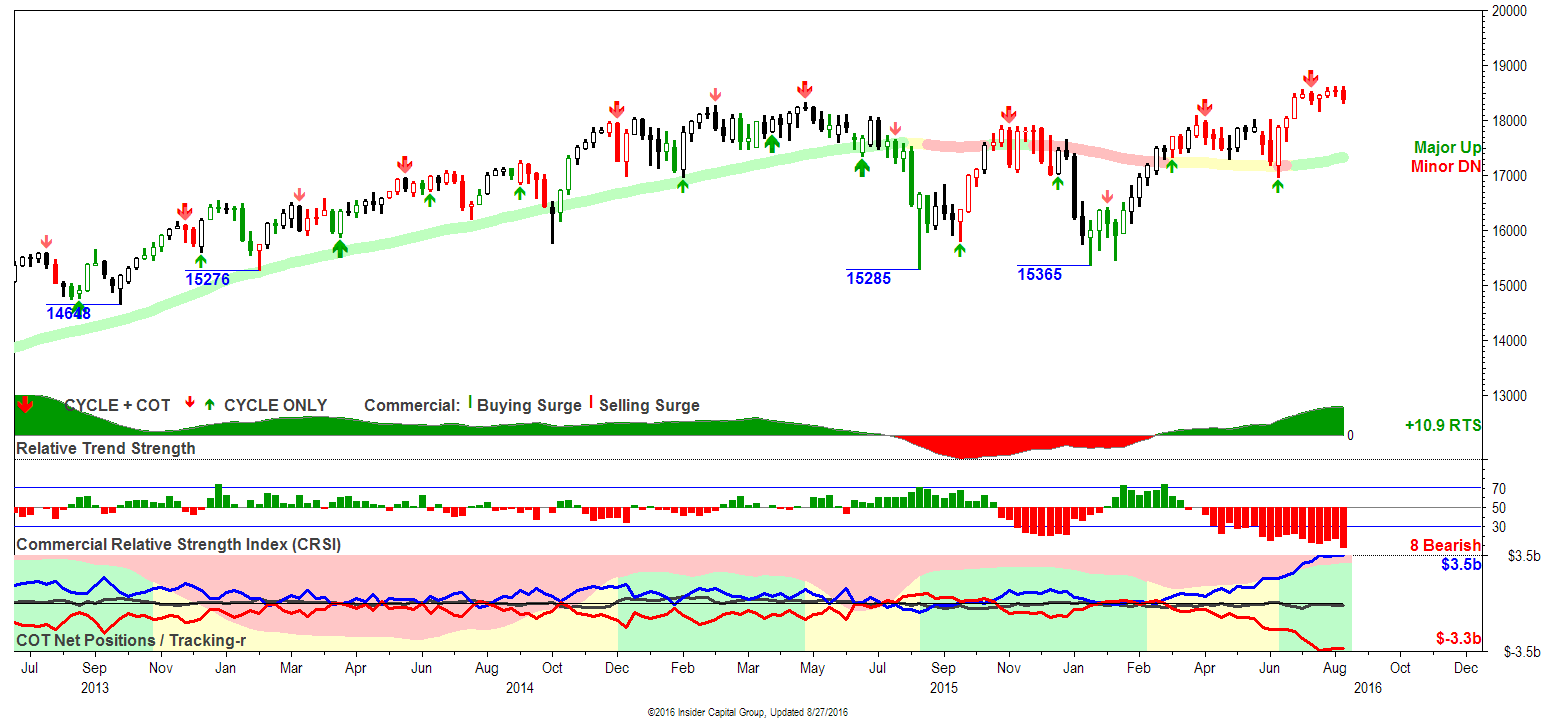 20000
19000
18000
Major Up
Minor DN
17000
16000
15276
15285
15365
15000
14648
14000
13000
CYCLE + COT CYCLE ONLY Commercial: Buying Surge Selling Surge
+10.9 RTS
0
Relative Trend Strength
70
50
30
Commercial Relative Strength Index (CRSI)
8 Bearish
$3.5b
$3.5b
$-3.3b
COT Net Positions / Tracking-r
$-3.5b
Jul Sep Nov Jan Mar Apr Jun Aug Oct Dec Feb Mar May Jul Sep Nov Jan Feb Apr Jun Aug Oct Dec
2013 2014 2015 2016
©2016 Insider Capital Group, Updated 8/27/2016